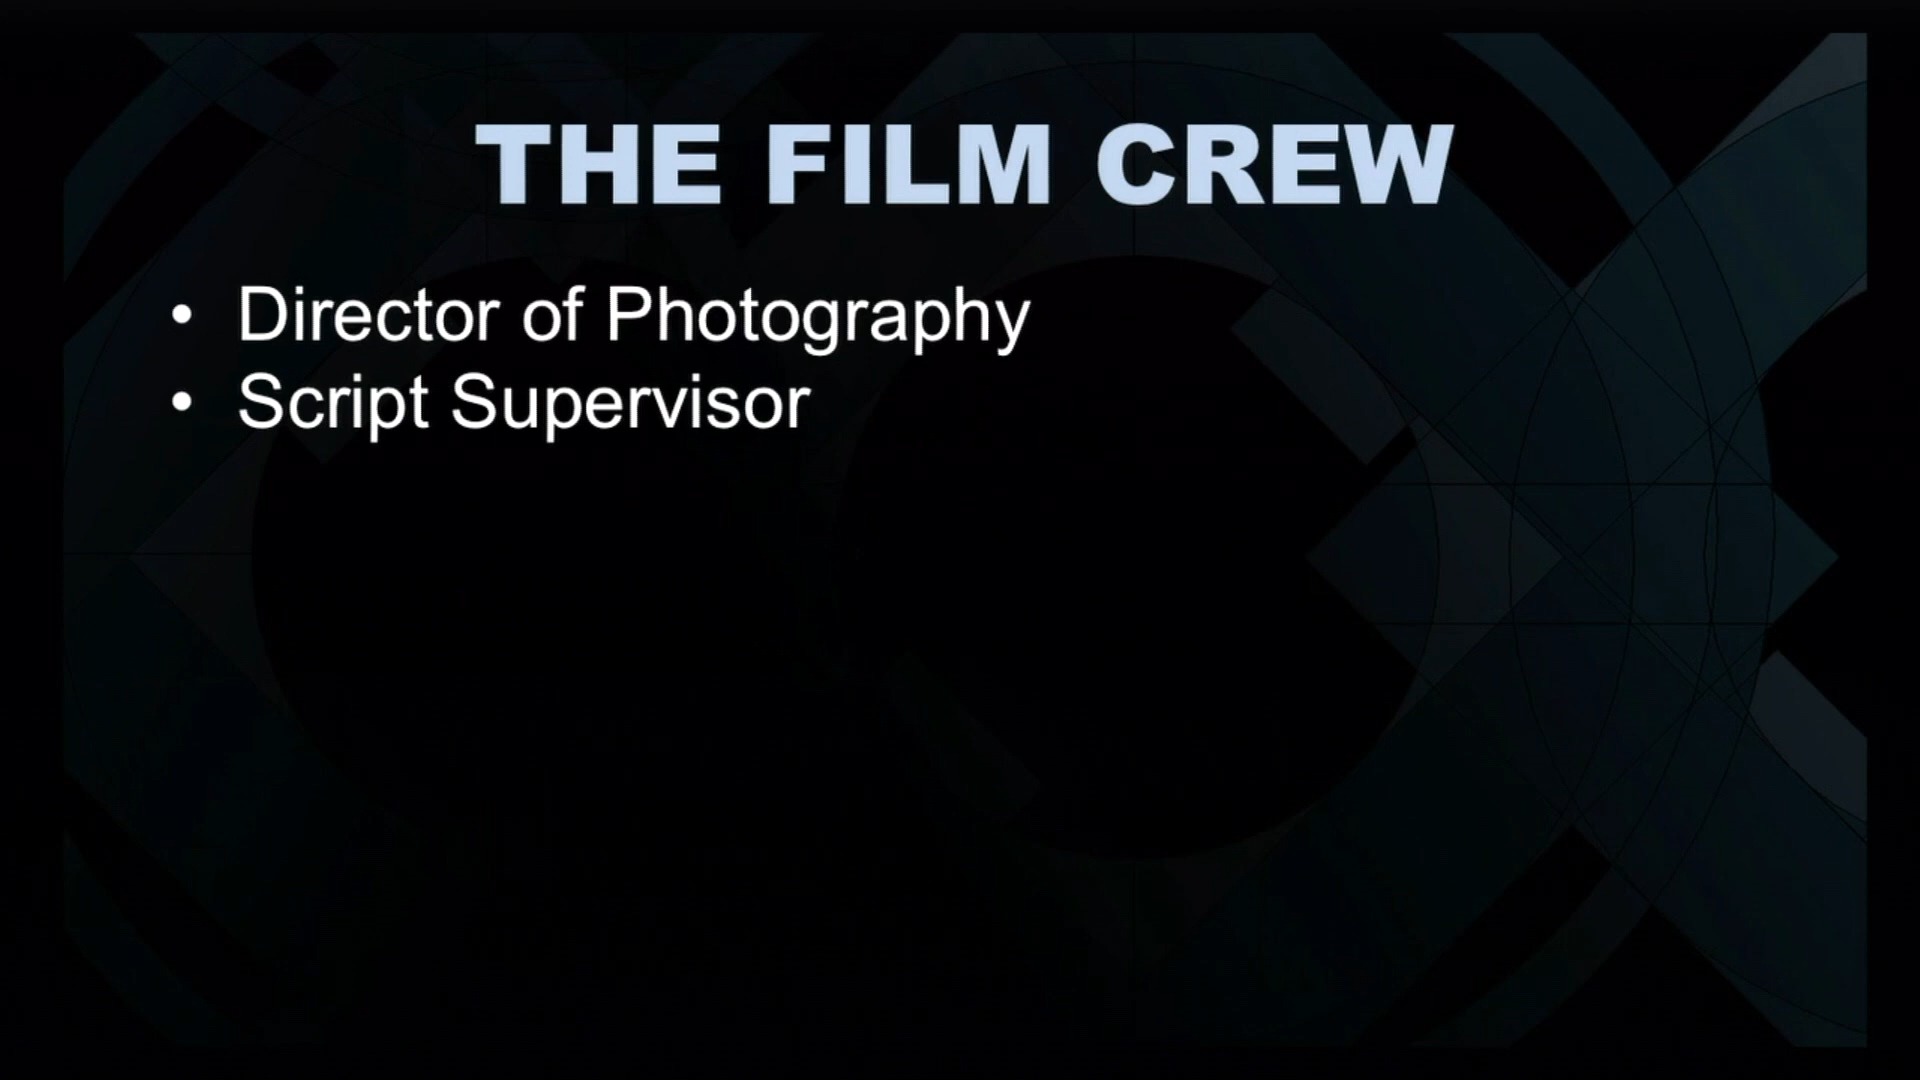 THE FILM CREW
• Director of Photography
• Script Supervisor